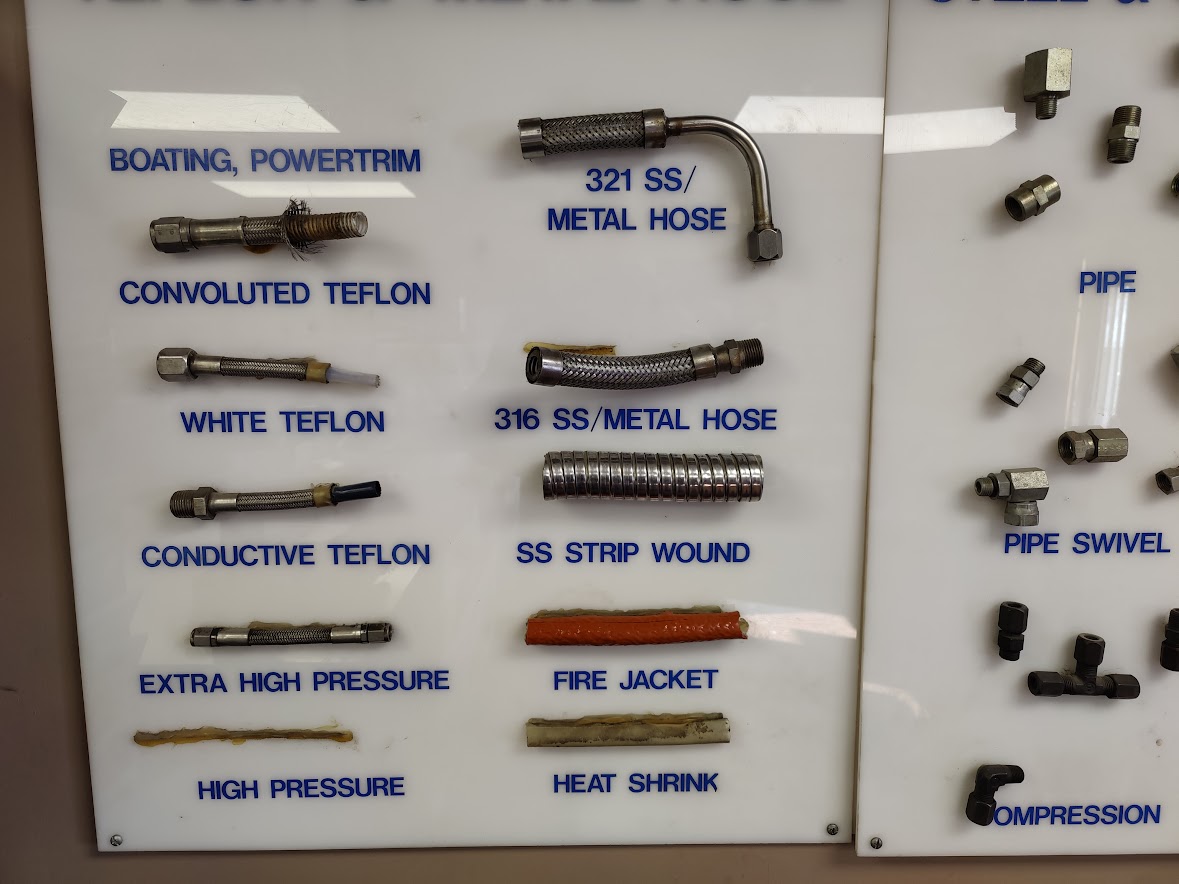 BOATING, POWERTRIM
CONVOLUTED TEFLON
WHITE TEFLON
CONDUCTIVE TEFLON
EXTRA HIGH PRESSURE
HIGH PRESSURE
321 SS/
METAL HOSE
316 SS/METAL HOSE
SS STRIP WOUND
FIRE JACKET
HEAT SHRINK
PIPE
PIPE SWIVEL
OMPRESSION